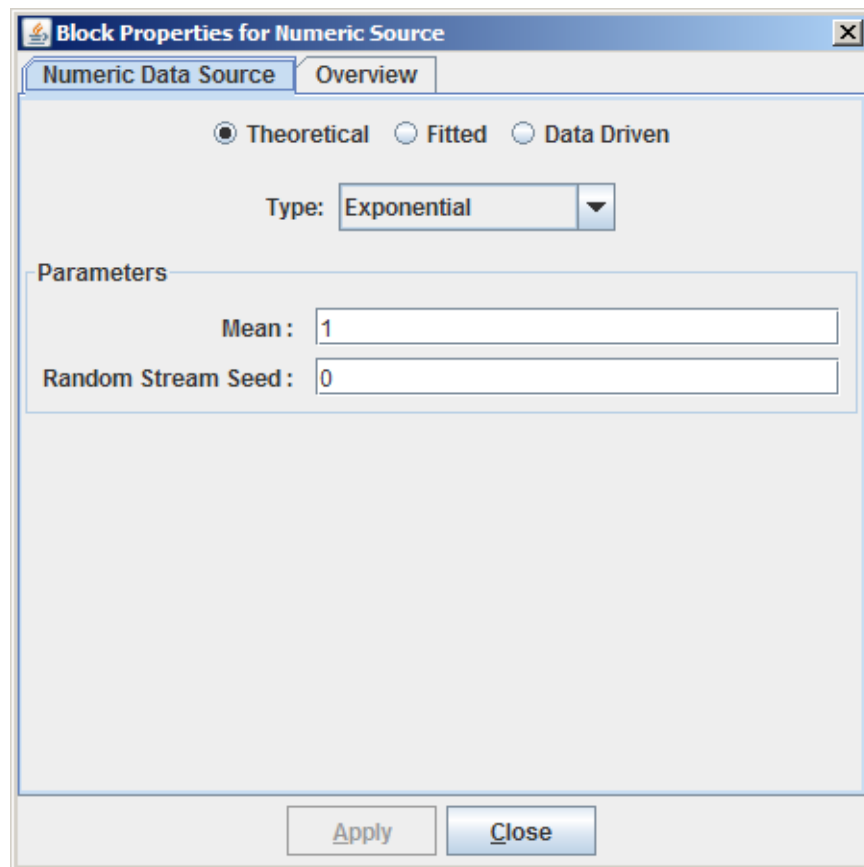 Block Properties for Numeric Source
Numeric Data Source Overview
Theoretical Fitted Data Driven
Type: Exponential
Parameters
Mean : 1
Random Stream Seed : 0
Apply Close